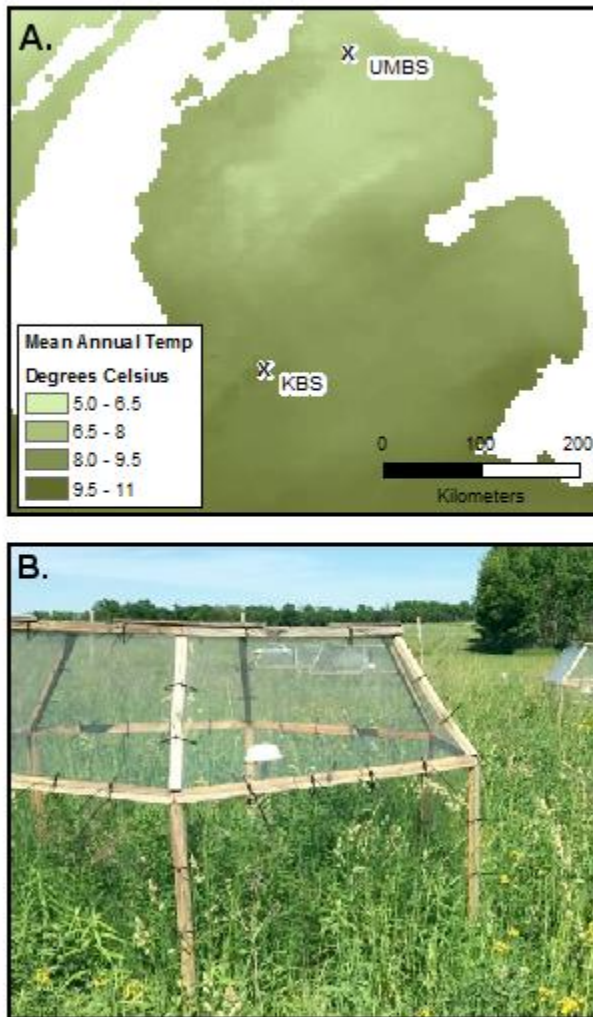 A.
UMBS
KBS
Mean Annual Temp
Degrees Celsius
5.0 - 6.5
6.5 - 8
8.0 - 9.5
9.5 - 11
0 100 200
Kilometers
B.